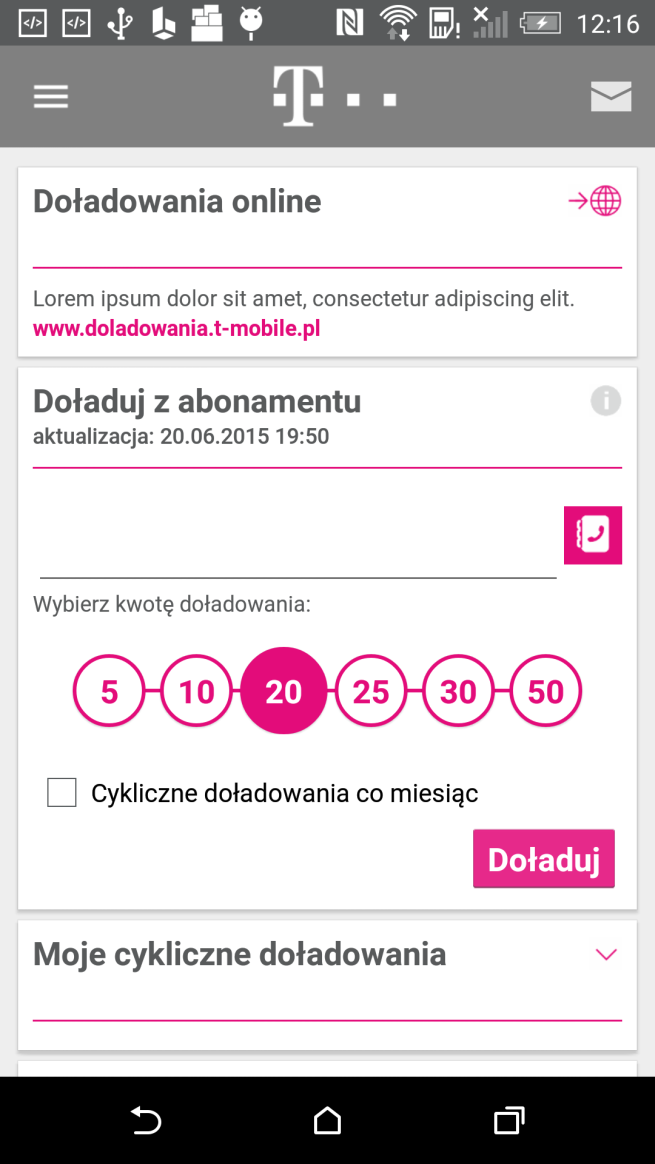 12:16
T
Doładowania online
Lorem ipsum dolor sit amet, consectetur adipiscing elit.
www.doladowania.t-mobile.pl
Doładuj z abonamentu
aktualizacja: 20.06.2015 19:50
Wybierz kwotę doładowania:
5 10 20 25 30 50
Cykliczne doładowania co miesiąc
Doładuj
Moje cykliczne doładowania